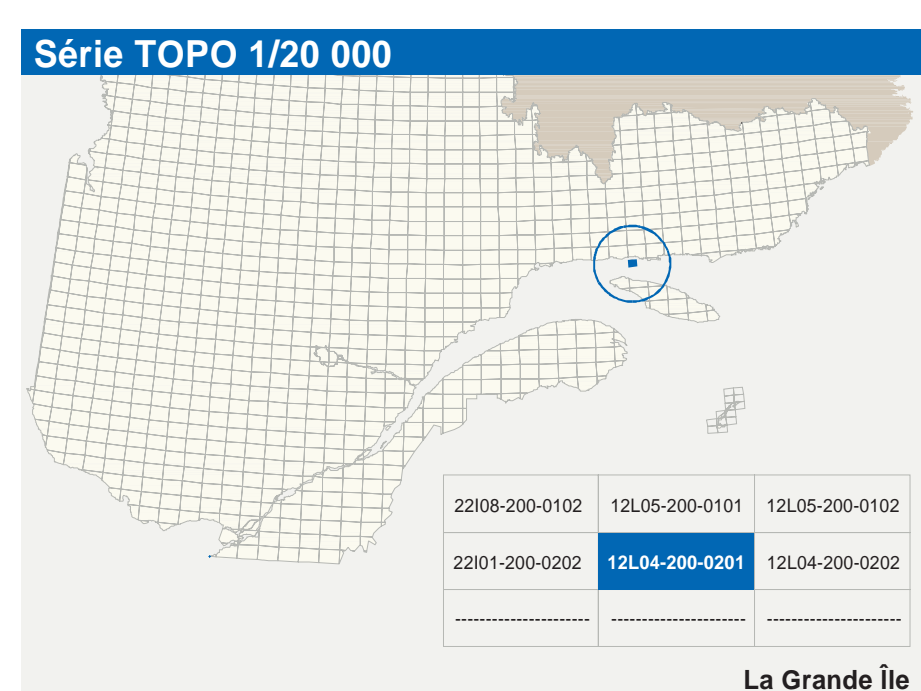 Série TOPO 1/20 000
22I08-200-0102 12L05-200-0101 12L05-200-0102
22I01-200-0202 12L04-200-0201 12L04-200-0202
---------------------- ---------------------- ----------------------
La Grande Île